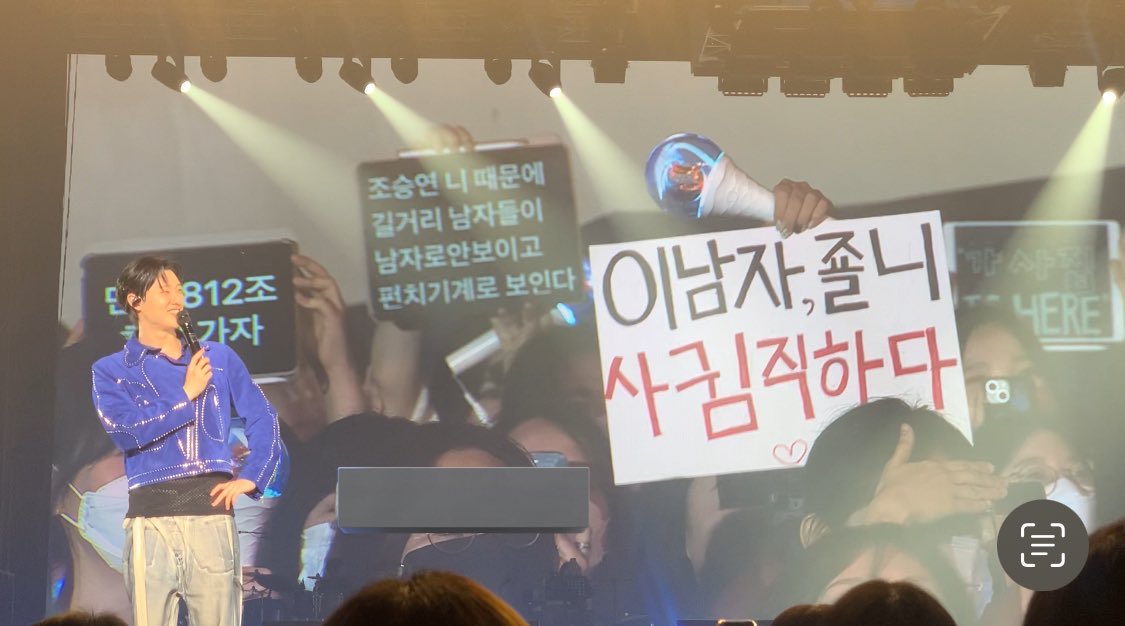 812조
가자
조승연 니 때문에
길거리 남자들이
남자로안보이고
펀치기계로 보인다
이남자, 죨니
사귐직하다
HERE